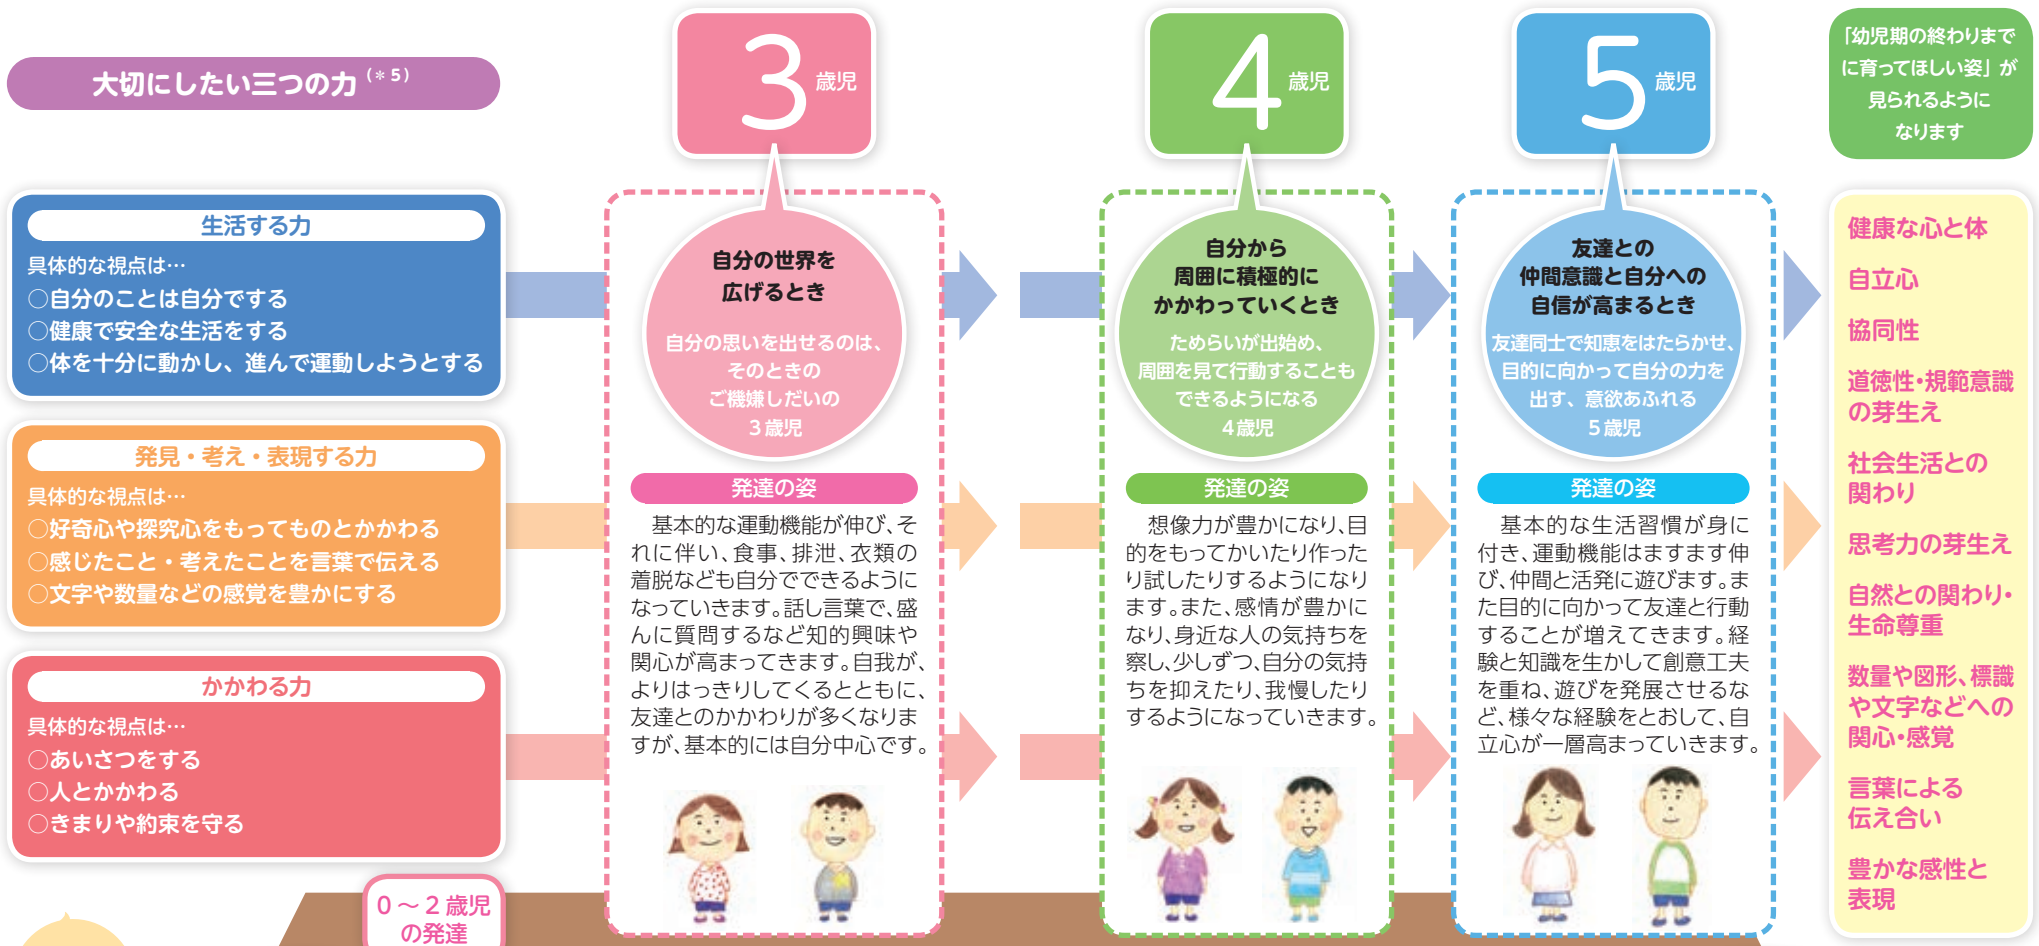 大切にしたい三つの力(*5)
生活する力
具体的な視点は…
○自分のことは自分でする
○健康で安全な生活をする
○体を十分に動かし、進んで運動しようとする
発見・考え・表現する力
具体的な視点は…
○好奇心や探究心をもってものとかかわる
○感じたこと・考えたことを言葉で伝える
○文字や数量などの感覚を豊かにする
かかわる力
具体的な視点は…
○あいさつをする
○人とかかわる
○きまりや約束を守る
0~2歳児
の発達
3歳児
自分の世界を
広げるとき
自分の思いを出せるのは、
そのときの
ご機嫌しだいの
3歳児
発達の姿
基本的な運動機能が伸び、そ
れに伴い、食事、排泄、衣類の
着脱なども自分でできるように
なっていきます。話し言葉で、盛
んに質問するなど知的興味や
関心が高まってきます。自我が、
よりはっきりしてくるとともに、
友達とのかかわりが多くなりま
すが、基本的には自分中心です。
4歳児
自分から
周囲に積極的に
かかわっていくとき
ためらいが出始め、
周囲を見て行動することも
できるようになる
4歳児
発達の姿
想像力が豊かになり、目
的をもってかいたり作った
り試したりするようになり
ます。また、感情が豊かに
なり、身近な人の気持ちを
察し、少しずつ、自分の気持
ちを抑えたり、我慢したり
するようになっていきます。
5歳児
友達との
仲間意識と自分への
自信が高まるとき
友達同士で知恵をはたらかせ、
目的に向かって自分の力を
出す、意欲あふれる
5歳児
発達の姿
基本的な生活習慣が身に
付き、運動機能はますます伸
び、仲間と活発に遊びます。ま
た目的に向かって友達と行動
することが増えてきます。経
験と知識を生かして創意工夫
を重ね、遊びを発展させるな
ど、様々な経験をとおして、自
立心が一層高まっていきます。
「幼児期の終わりまで
に育ってほしい姿」が
見られるように
なります
健康な心と体
自立心
協同性
道徳性・規範意識
の芽生え
社会生活との
関わり
思考力の芽生え
自然との関わり・
生命尊重
数量や図形、標識
や文字などへの
関心・感覚
言葉による
伝え合い
豊かな感性と
表現